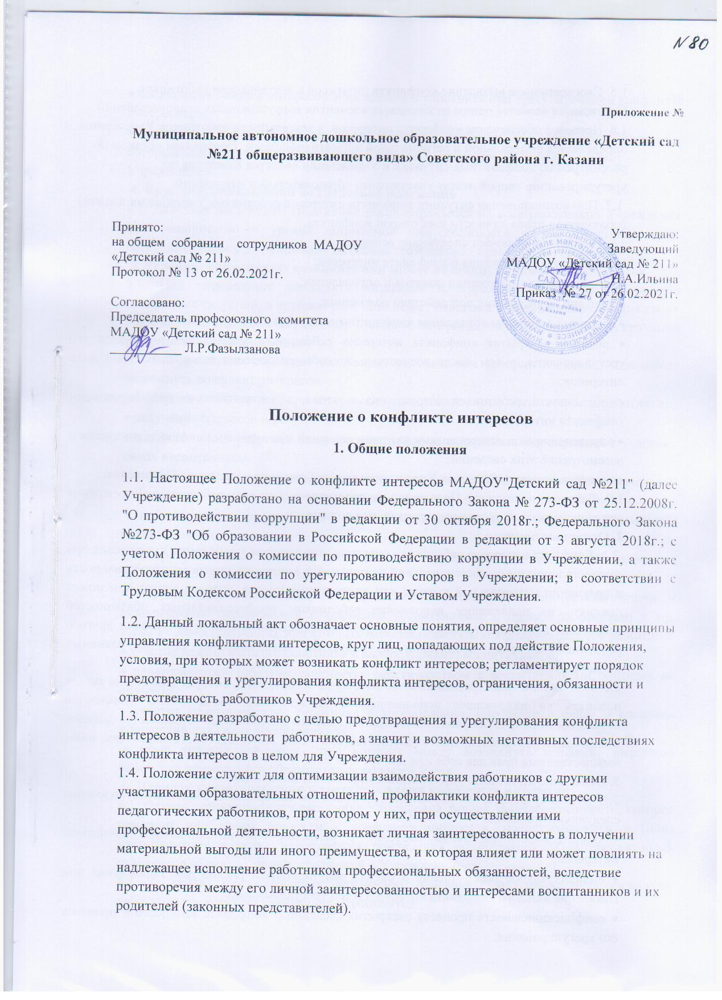 N 80
Приложение №
Муниципальное автономное дошкольное образовательное учреждение «Детский сад
№211 общеразвивающего вида» Советского района г. Казани
Принято:
на общем собрании сотрудников МАДОУ
«Детский сад № 211»
Протокол № 13 от 26.02.2021г.
Утверждаю:
Заведующий
МАДОУ «Детский сад № 211»
Н.А.Ильина
Приказ № 27 от 26.02.2021г.
«ДЕТСКИЙ
САД № 211
ОБЩЕРАЗВИВАЮЩЕГО
ВИДА»
Советского района
г.Казани
Согласовано:
Председатель профсоюзного комитета
МАДОУ «Детский сад № 211»
____________ Л.Р.Фазылзанова
Положение о конфликте интересов
1. Общие положения
1.1. Настоящее Положение о конфликте интересов МАДОУ"Детский сад №211" (далее
Учреждение) разработано на основании Федерального Закона № 273-ФЗ от 25.12.2008г.
"О противодействии коррупции" в редакции от 30 октября 2018г.; Федерального Закона
№273-ФЗ "Об образовании в Российской Федерации в редакции от 3 августа 2018г.; с
учетом Положения о комиссии по противодействию коррупции в Учреждении, а также
Положения о комиссии по урегулированию споров в Учреждении; в соответствии с
Трудовым Кодексом Российской Федерации и Уставом Учреждения.
1.2. Данный локальный акт обозначает основные понятия, определяет основные принципы
управления конфликтами интересов, круг лиц, попадающих под действие Положения,
условия, при которых может возникать конфликт интересов; регламентирует порядок
предотвращения и урегулирования конфликта интересов, ограничения, обязанности и
ответственность работников Учреждения.
1.3. Положение разработано с целью предотвращения и урегулирования конфликта
интересов в деятельности работников, а значит и возможных негативных последствиях
конфликта интересов в целом для Учреждения.
1.4. Положение служит для оптимизации взаимодействия работников с другими
участниками образовательных отношений, профилактики конфликта интересов
педагогических работников, при котором у них, при осуществлении ими
профессиональной деятельности, возникает личная заинтересованность в получении
материальной выгоды или иного преимущества, и которая влияет или может повлиять на
надлежащее исполнение работником профессиональных обязанностей, вследствие
противоречия между его личной заинтересованностью и интересами воспитанников и их
родителей (законных представителей).